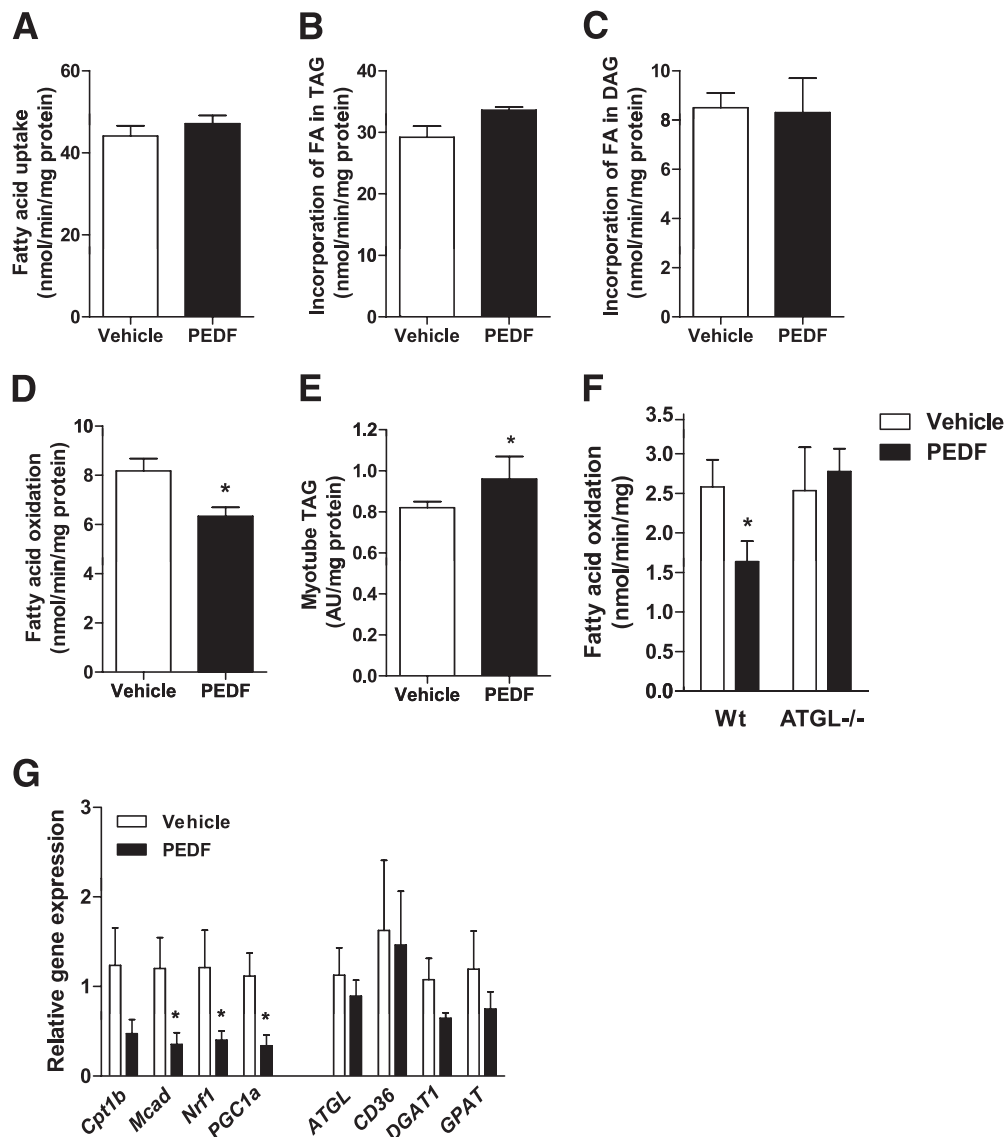 A
Fatty acid uptake
(nmol/min/mg protein)
60
40
20
0
Vehicle
PEDF
B
Incorporation of FA in TAG
(nmol/min/mg protein)
40
30
20
10
0
Vehicle
PEDF
C
Incorporation of FA in DAG
(nmol/min/mg protein)
10
8
6
4
2
0
Vehicle
PEDF
D
Fatty acid oxidation
(nmol/min/mg protein)
10
8
6
4
2
0
*
Vehicle
PEDF
E
Myotube TAG
(AU/mg protein)
1.2
1.0
0.8
0.6
0.4
0.2
0.0
*
Vehicle
PEDF
F
Fatty acid oxidation
(nmol/min/mg)
3.5
3.0
2.5
2.0
1.5
1.0
0.5
0.0
*
Wt
ATGL-/-
Vehicle
PEDF
G
Relative gene expression
3
2
1
0
Vehicle
PEDF
*
*
*
Cpt1b
Mcad
Nrf1
PGC1a
ATGL
CD36
DGAT1
GPAT